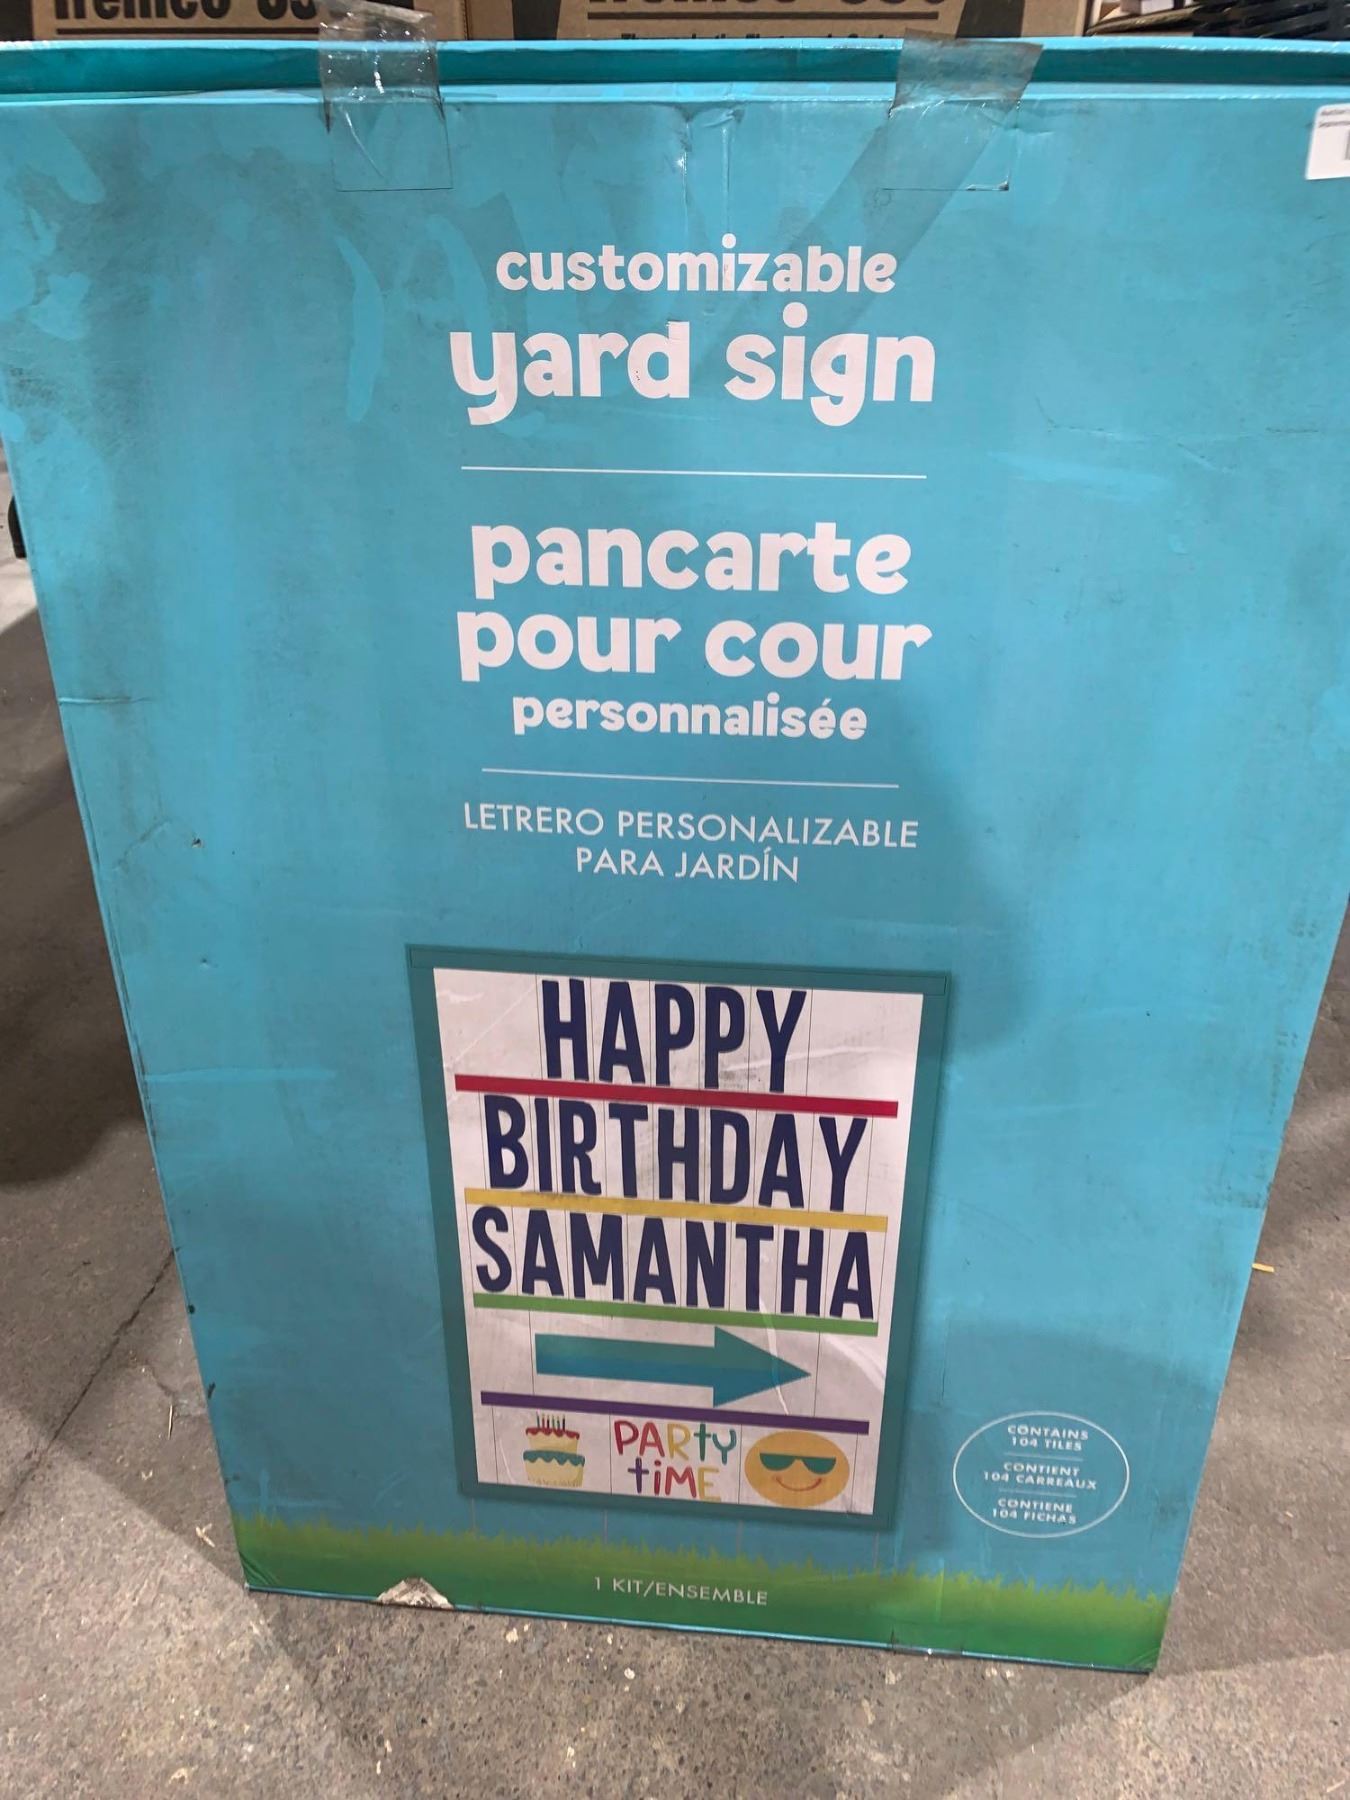 customizable
yard sign
pancarte
pour cour
personnalisée
LETRERO PERSONALIZABLE
PARA JARDÍN
HAPPY
BIRTHDAY
SAMANTHA
PARTY
TIME
CONTAINS
104 TILES
CONTIENT
104 CARREAUX
CONTIENE
104 FICHAS
1 KIT/ENSEMBLE